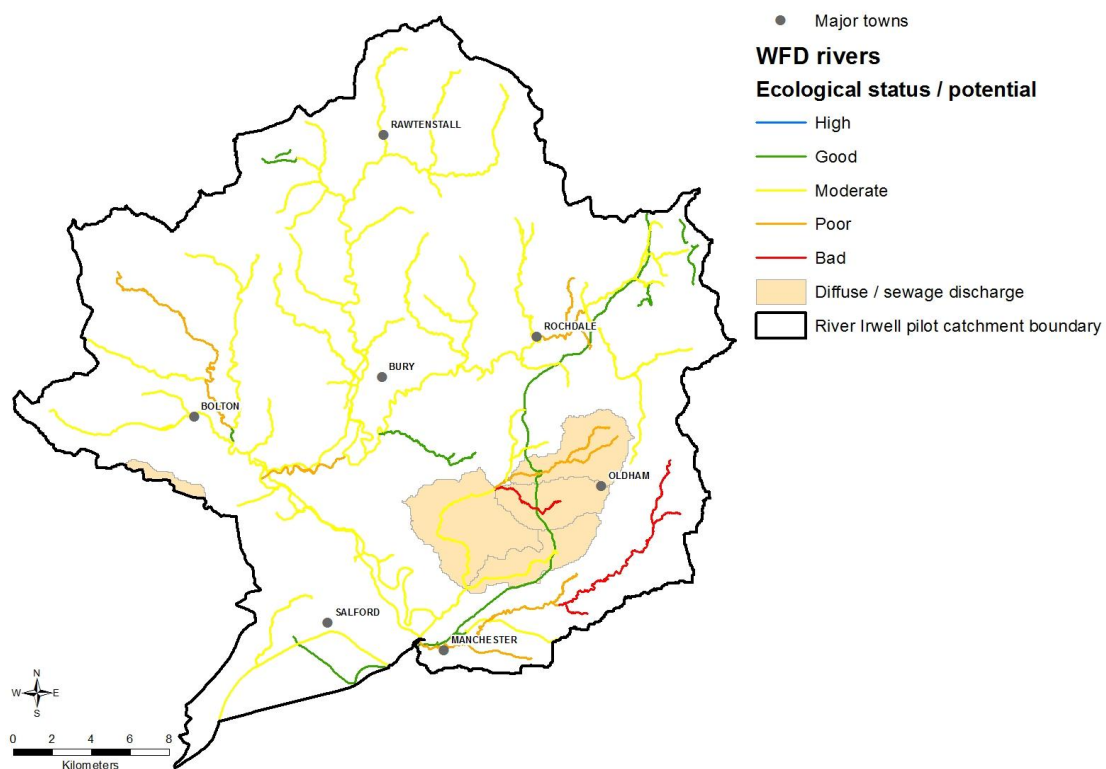 Major towns
WFD rivers
Ecological status / potential
High
Good
Moderate
Poor
Bad
Diffuse / sewage discharge
River Irwell pilot catchment boundary
RAWTENSTALL
ROCHDALE
BURY
BOLTON
OLDHAM
SALFORD
MANCHESTER
N
W E
S
0 2 4 6 8
Kilometers